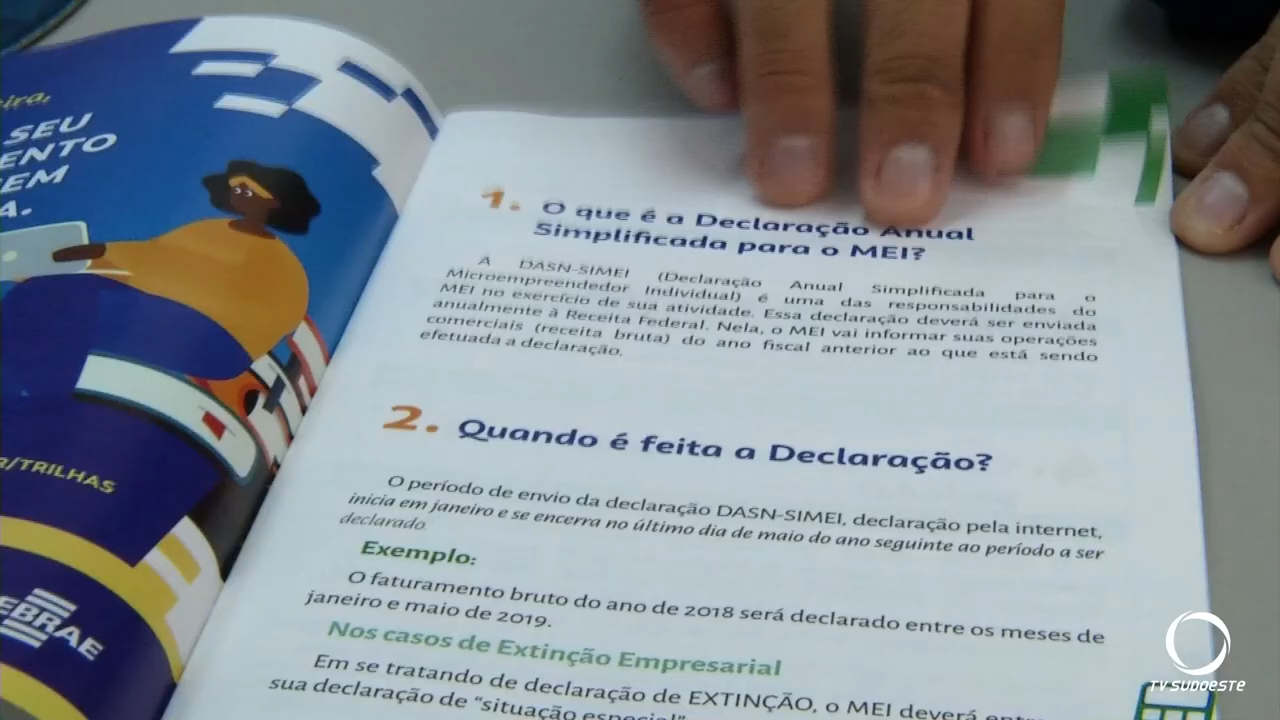 SEU
EM
A.
/TRILHAS
EBRAE
1. O que é a Declaração Anual
Simplificada para o MEI?
A DASN-SIMEI (Declaração Anual Simplificada para o
Microempreendedor Individual) é uma das responsabilidades do
MEI no exercício de sua atividade. Essa declaração deverá ser enviada
anualmente à Receita Federal. Nela, o MEI vai informar suas operações
comerciais (receita bruta) do ano fiscal anterior ao que está sendo
efetuada a declaração.
2. Quando é feita a Declaração?
O período de envio da declaração DASN-SIMEI, declaração pela internet,
inicia em janeiro e se encerra no último dia de maio do ano seguinte ao período a ser
declarado.
Exemplo:
O faturamento bruto do ano de 2018 será declarado entre os meses de
janeiro e maio de 2019.
Nos casos de Extinção Empresarial
Em se tratando de declaração de EXTINÇÃO, o MEI deverá
sua declaração de "situação especial"
TV SUDOESTE